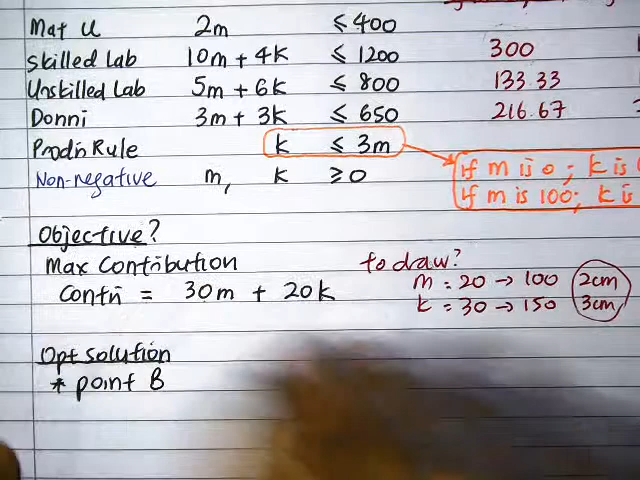 Mat U 2m ≤ 400
Skilled Lab 10m + 4k ≤ 1200 300
Unskilled Lab 5m + 6k ≤ 800 133.33
Donni 3m + 3k ≤ 650 216.67
Prod'n Rule k ≤ 3m
if m is 0; k is
if m is 100; k is
Non-negative m, k ≥ 0
Objective?
Max Contribution to draw?
Contri = 30m + 20k
m = 20 → 100 2cm
k = 30 → 150 3cm
Opt solution
* point B